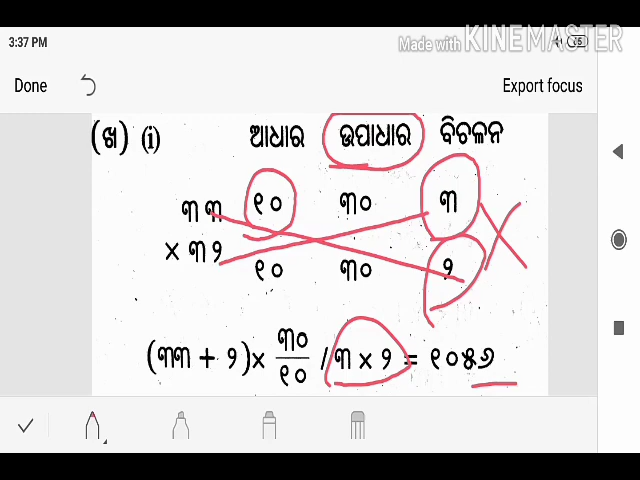 3:37 PM
Made with KINEMASTER
Done Export focus
(ଖ) (i) ଆଧାର ଉପାଧାର ବିଚଳନ
୩୩ ୧୦ ୩୦ ୩
× ୩୨ ୧୦ ୩୦ ୨
(୩୩ + ୨) × ୩୦/୧୦ / ୩ × ୨ = ୧୦୫୬